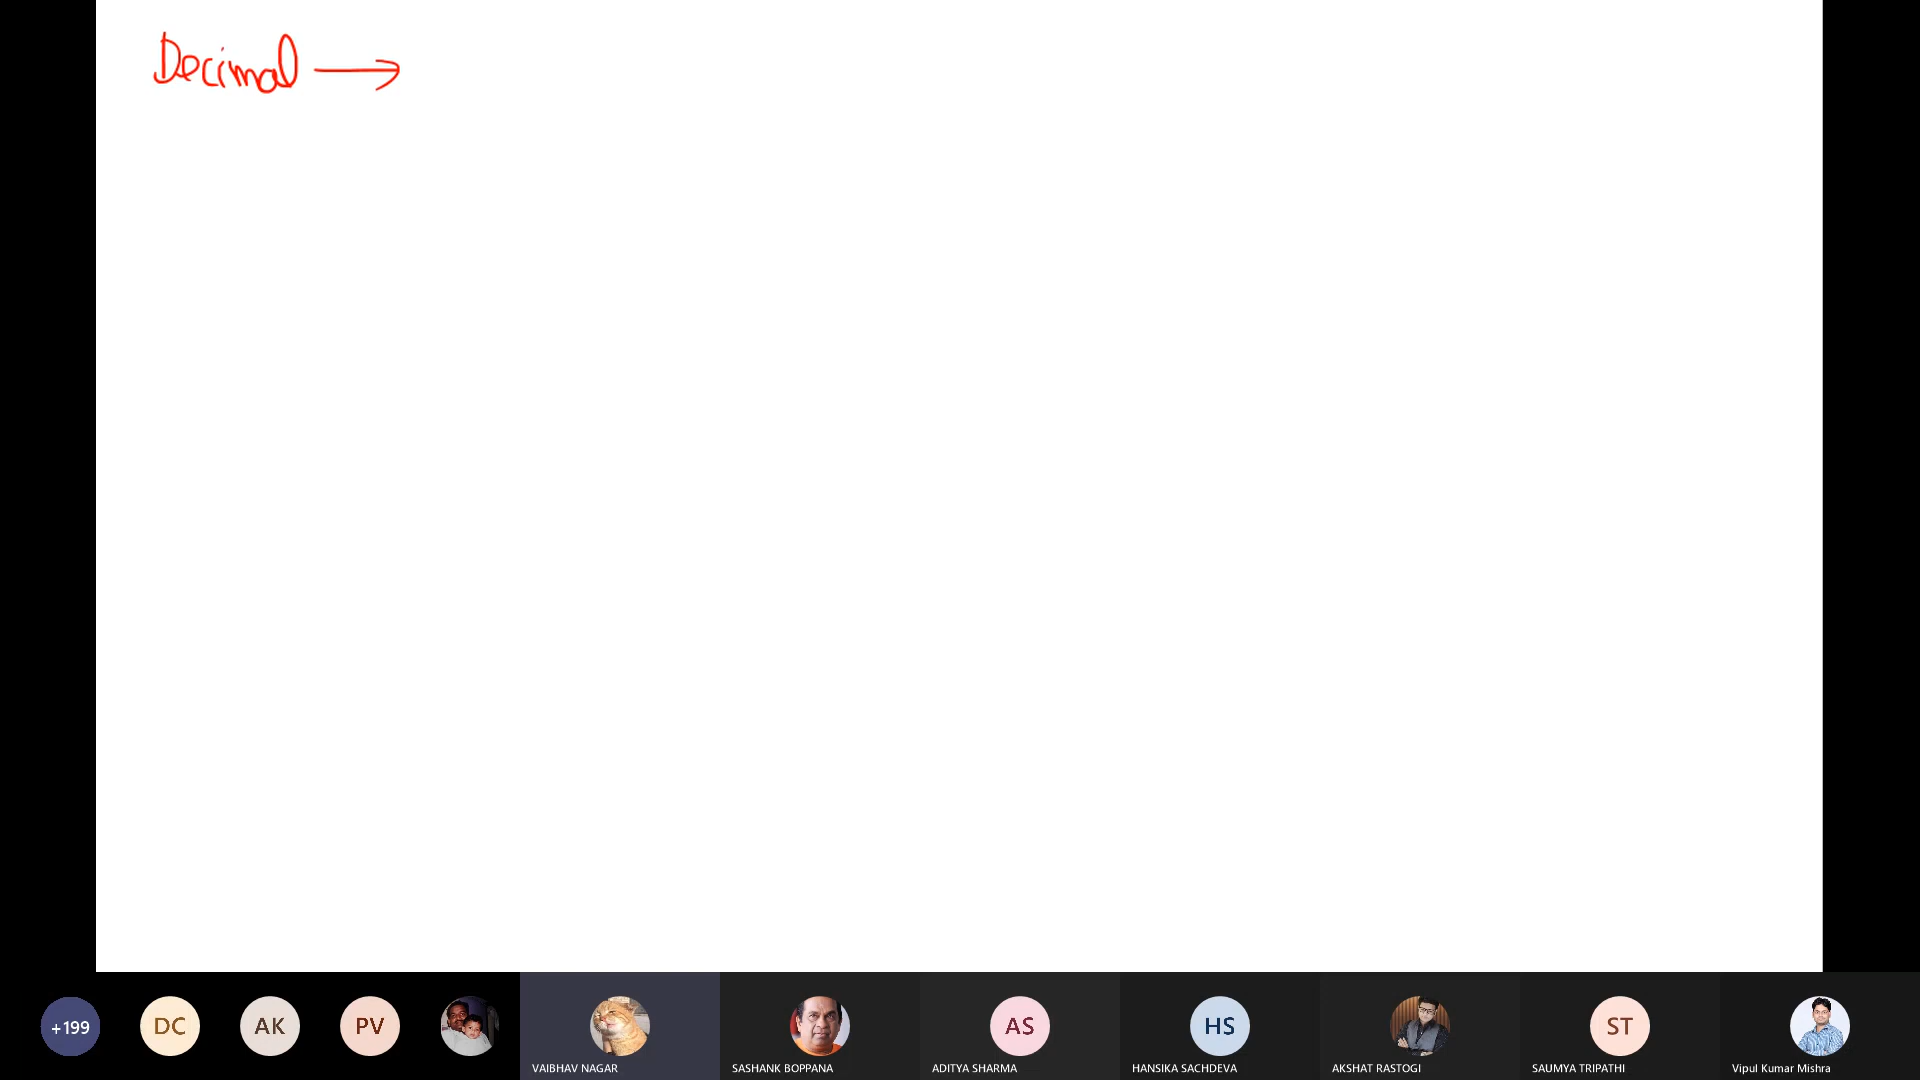 Decimal →
+199
DC
AK
PV
AS
HS
ST
VAIBHAV NAGAR
SASHANK BOPPANA
ADITYA SHARMA
HANSIKA SACHDEVA
AKSHAT RASTOGI
SAUMYA TRIPATHI
Vipul Kumar Mishra